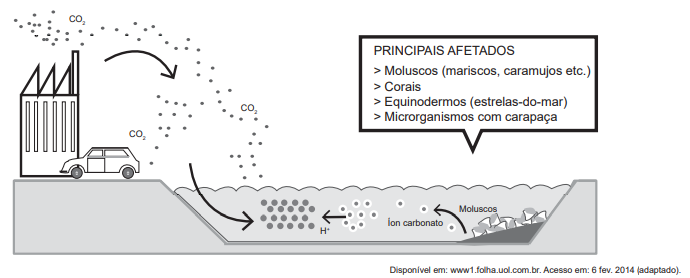 CO2
PRINCIPAIS AFETADOS
> Moluscos (mariscos, caramujos etc.)
> Corais
> Equinodermos (estrelas-do-mar)
> Microrganismos com carapaça
CO2
CO2
Moluscos
Íon carbonato
H+
Disponível em: www1.folha.uol.com.br. Acesso em: 6 fev. 2014 (adaptado).